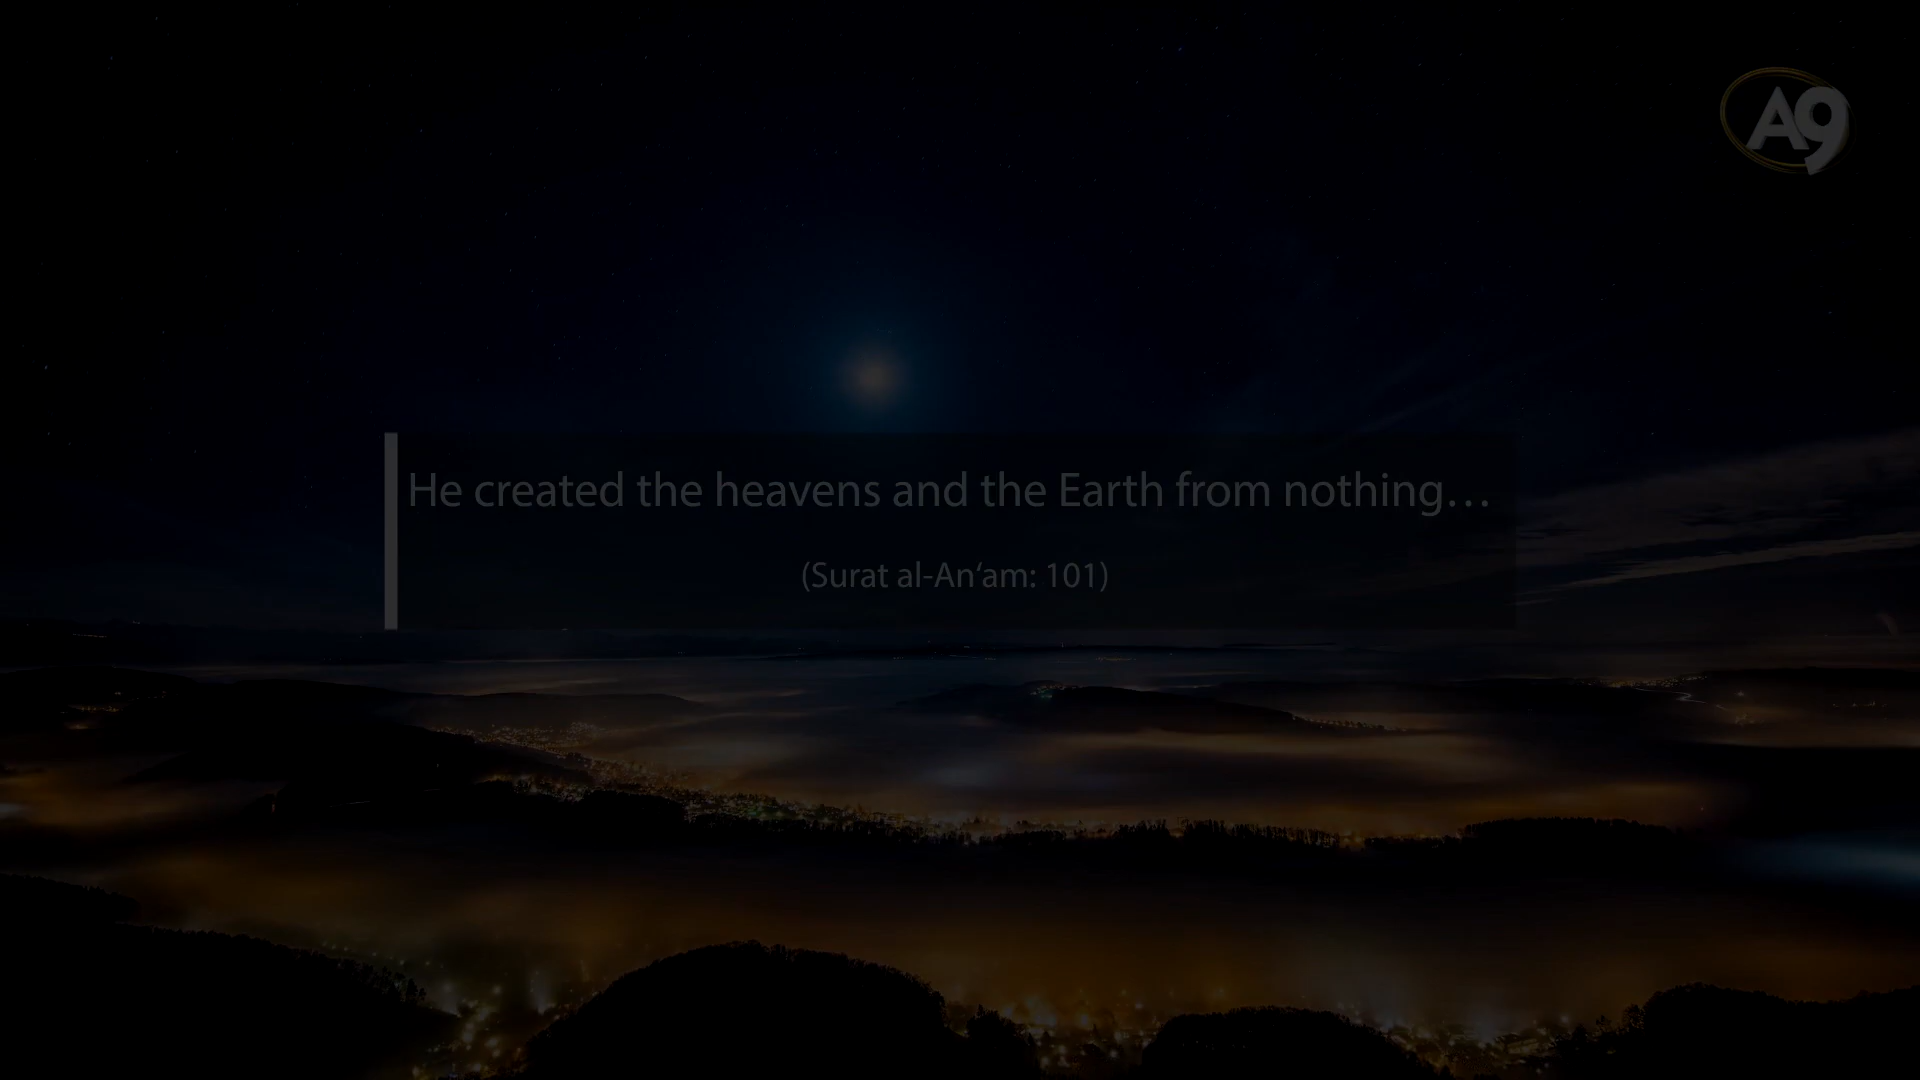 A9
He created the heavens and the Earth from nothing…
(Surat al-An‘am: 101)